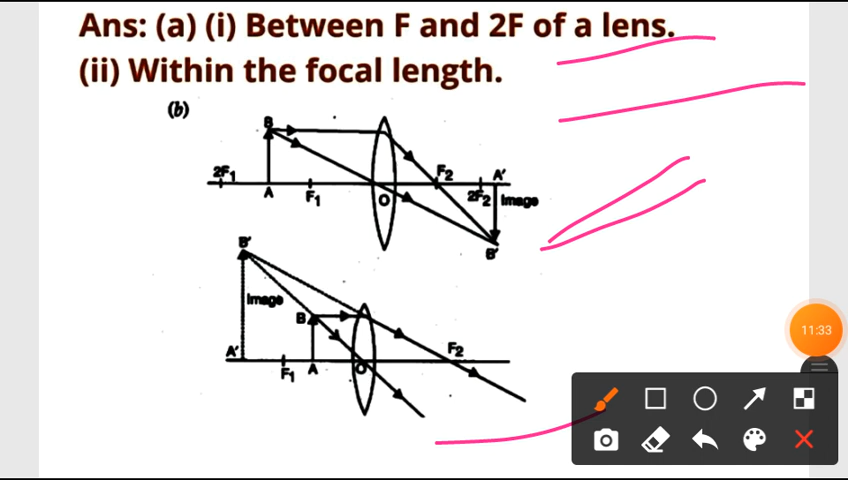 Ans: (a) (i) Between F and 2F of a lens.
(ii) Within the focal length.
(b)
B
2F₁ A F₁ O F₂ 2F₂ A' Image
B'
B'
Image
B
A' F₁ A O F₂
11:33